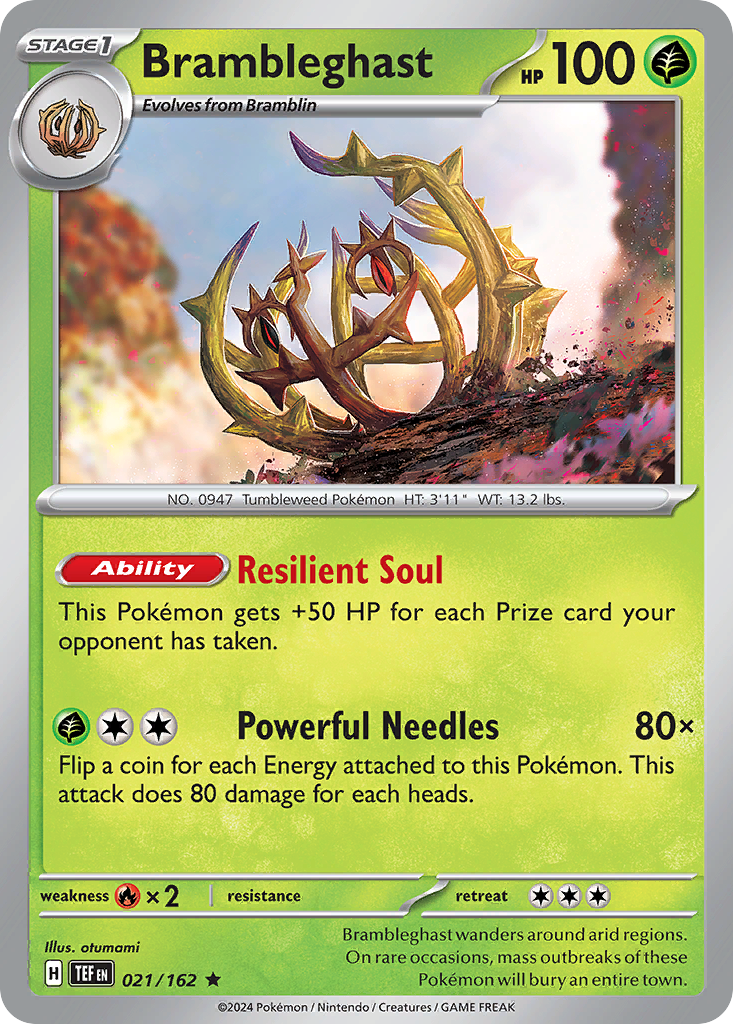 STAGE1
Brambleghast
HP 100
Evolves from Bramblin
NO. 0947 Tumbleweed Pokémon HT: 3'11" WT: 13.2 lbs.
Ability Resilient Soul
This Pokémon gets +50 HP for each Prize card your
opponent has taken.
Powerful Needles 80×
Flip a coin for each Energy attached to this Pokémon. This
attack does 80 damage for each heads.
weakness ×2 resistance retreat
Illus. otumami
Brambleghast wanders around arid regions.
On rare occasions, mass outbreaks of these
Pokémon will bury an entire town.
H TEF EN 021/162 ★
©2024 Pokémon / Nintendo / Creatures / GAME FREAK